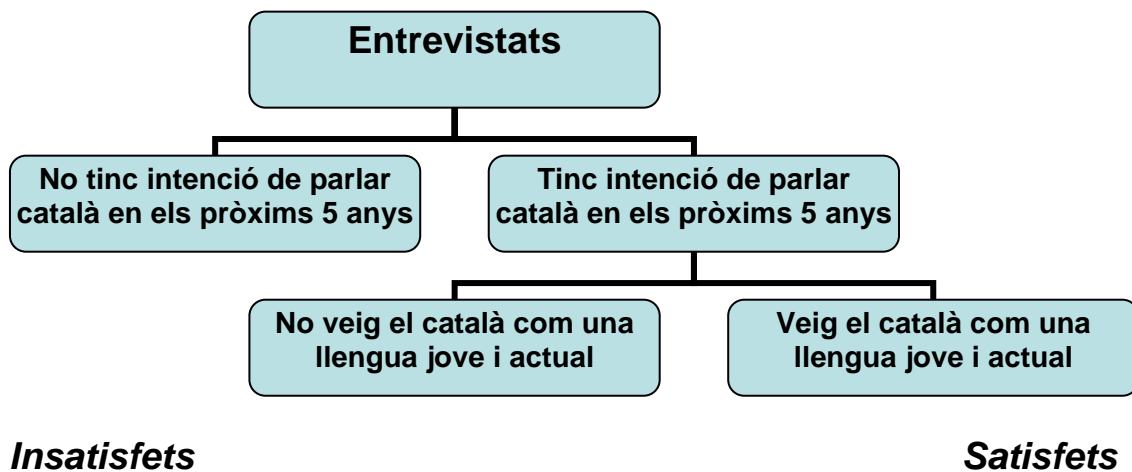 Entrevistats
No tinc intenció de parlar
català en els pròxims 5 anys
Tinc intenció de parlar
català en els pròxims 5 anys
No veig el català com una
llengua jove i actual
Veig el català com una
llengua jove i actual
Insatisfets
Satisfets